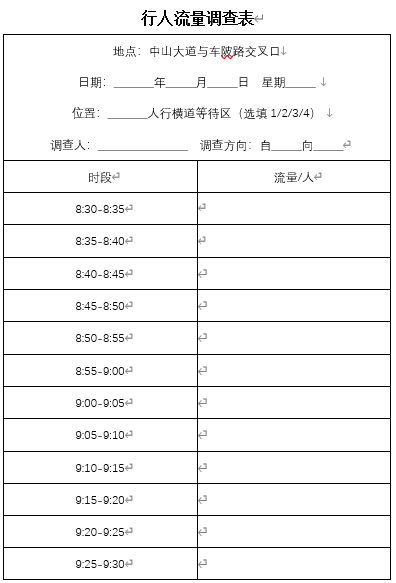 行人流量调查表
地点：中山大道与车陂路交叉口
日期：______年_____月_____日 星期_____
位置：_______人行横道等待区（选填1/2/3/4）
调查人：_______________ 调查方向：自_____向_____
时段 流量/人
8:30-8:35
8:35-8:40
8:40-8:45
8:45-8:50
8:50-8:55
8:55-9:00
9:00-9:05
9:05-9:10
9:10-9:15
9:15-9:20
9:20-9:25
9:25-9:30